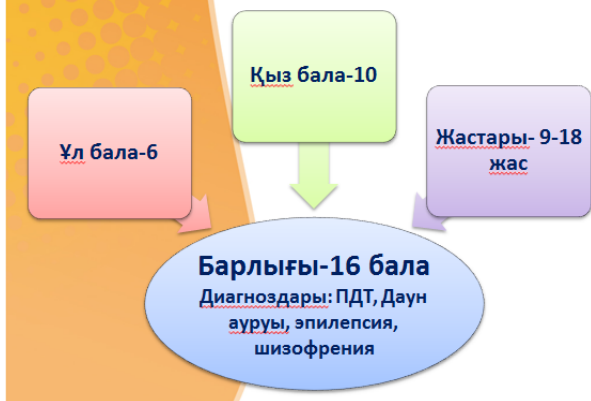 Қыз бала-10
Ұл бала-6
Жастары- 9-18
жас
Барлығы-16 бала
Диагноздары: ПДТ, Даун
ауруы, эпилепсия,
шизофрения